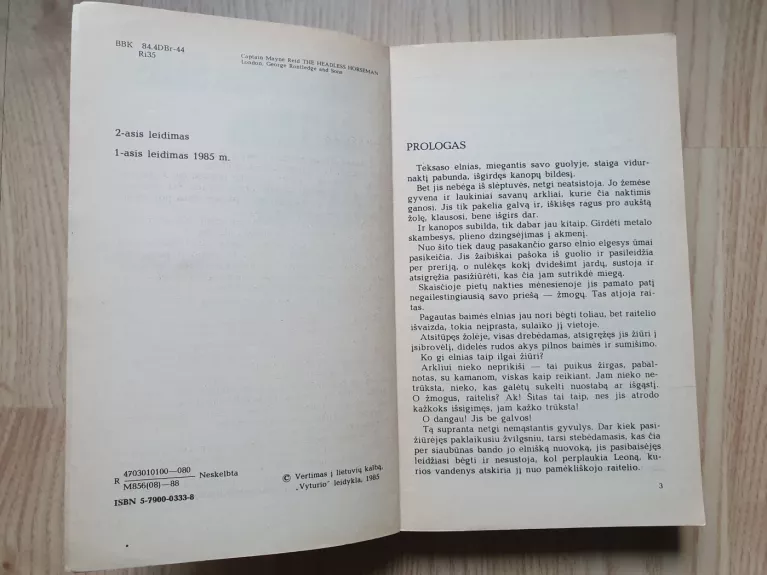 BBK 84.4DBr-44
Ri35
Captain Mayne Reid THE HEADLESS HORSEMAN
London: George Routledge and Sons
2-asis leidimas
1-asis leidimas 1985 m.
R 4703010100—080 Neskelbta
M856(08)—88
ISBN 5-7900-0333-8
© Vertimas į lietuvių kalbą,
„Vyturio" leidykla, 1985
PROLOGAS
Teksaso elnias, miegantis savo guolyje, staiga vidur-
naktį pabunda, išgirdęs kanopų bildesį.
Bet jis nebėga iš slėptuvės, netgi neatsistoja. Jo žemėse
gyvena ir laukiniai savanų arkliai, kurie čia naktimis
ganosi. Jis tik pakelia galvą ir, iškišęs ragus pro aukštą
žolę, klausosi, bene išgirs dar.
Ir kanopos subilda, tik dabar jau kitaip. Girdėti metalo
skambesys, plieno dzingsėjimas į akmenį.
Nuo šito tiek daug pasakančio garso elnio elgesys ūmai
pasikeičia. Jis žaibiškai pašoka iš guolio ir pasileidžia
per preriją, o nulėkęs kokį dvidešimt jardų, sustoja ir
atsigręžia pasižiūrėti, kas čia jam sutrikdė miegą.
Skaisčioje pietų nakties mėnesienoje jis pamato patį
negailestingiausią savo priešą — žmogų. Tas atjoja rai-
tas.
Pagautas baimės elnias jau nori bėgti toliau, bet raitelio
išvaizda, tokia neįprasta, sulaiko jį vietoje.
Atsitūpęs žolėje, visas drebėdamas, atsigręžęs jis žiūri į
įsibrovėlį, didelės rudos akys pilnos baimės ir sumišimo.
Ko gi elnias taip ilgai žiūri?
Arkliui nieko neprikiši — tai puikus žirgas, pabal-
notas, su kamanom, viskas kaip reikiant. Jam nieko ne-
trūksta, nieko, kas galėtų sukelti nuostabą ar išgąstį.
O žmogus, raitelis? Ak! Šitas tai taip, nes jis atrodo
kažkoks išsigimęs, jam kažko trūksta!
O dangau! Jis be galvos!
Tą supranta netgi nemąstantis gyvulys. Dar kiek pasi-
žiūrėjęs paklaikusiu žvilgsniu, tarsi stebėdamasis, kas čia
per siaubūnas bando jo elnišką nuovoką, jis pasibaisėjęs
leidžiasi bėgti ir nesustoja, kol perplaukia Leoną, ku-
rios vandenys atskiria jį nuo pamėkliškojo raitelio.
3